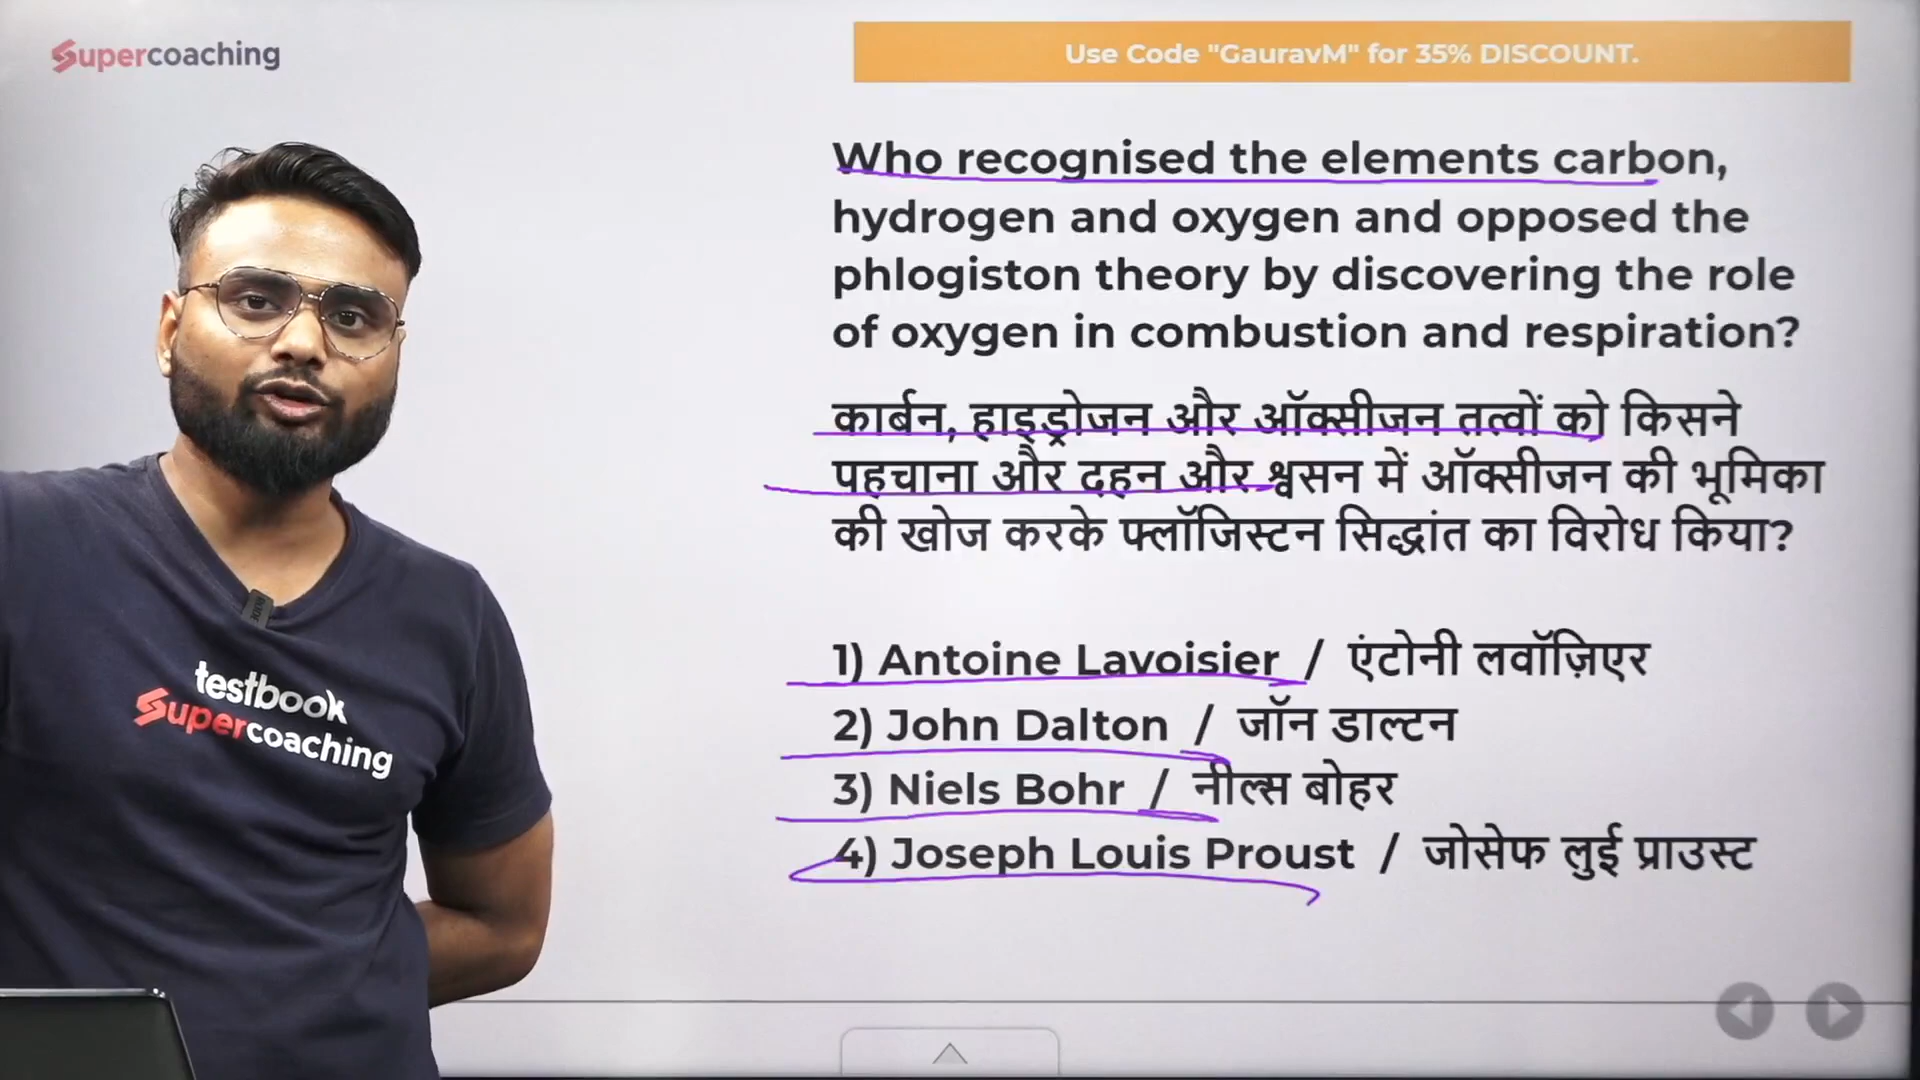 Supercoaching
Use Code "GauravM" for 35% DISCOUNT.
Who recognised the elements carbon,
hydrogen and oxygen and opposed the
phlogiston theory by discovering the role
of oxygen in combustion and respiration?
कार्बन, हाइड्रोजन और ऑक्सीजन तत्वों को किसने
पहचाना और दहन और श्वसन में ऑक्सीजन की भूमिका
की खोज करके फ्लॉजिस्टन सिद्धांत का विरोध किया?
1) Antoine Lavoisier / एंटोनी लवॉज़िएर
2) John Dalton / जॉन डाल्टन
3) Niels Bohr / नील्स बोहर
4) Joseph Louis Proust / जोसेफ लुई प्राउस्ट
RODE
testbook
Supercoaching